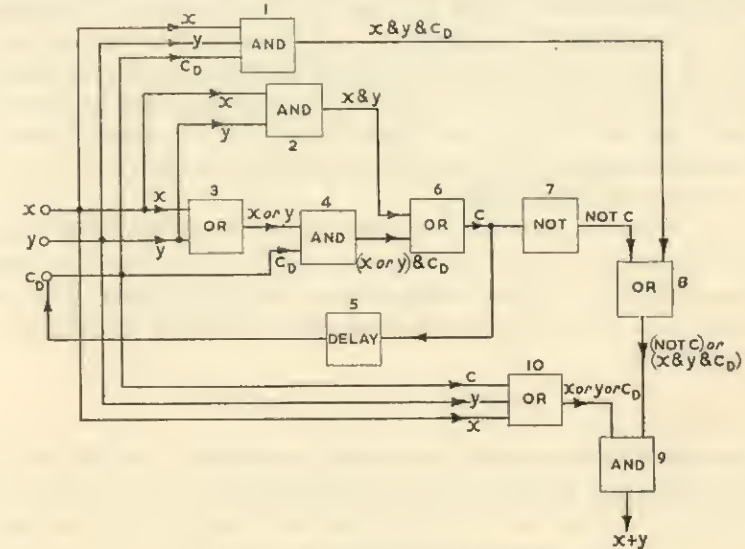 1
x
y
C_D
AND
x & y & C_D
x
y
AND
2
x & y
x
y
C_D
x
y
3
OR
x or y
4
AND
C_D
(x or y) & C_D
6
OR
C
7
NOT
NOT C
OR
8
5
DELAY
(NOT C) or
(x & y & C_D)
C
y
x
10
OR
x or y or C_D
AND
9
x+y